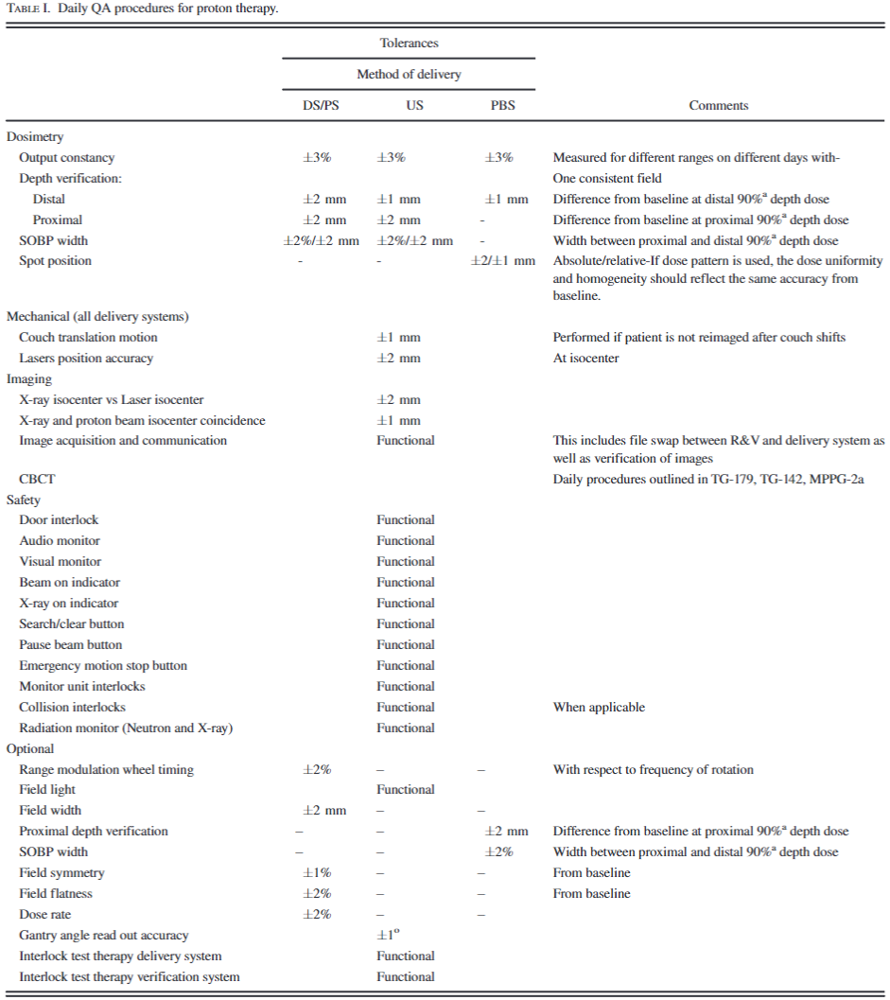 TABLE I. Daily QA procedures for proton therapy.
Tolerances
Method of delivery
DS/PS US PBS Comments
Dosimetry
Output constancy ±3% ±3% ±3% Measured for different ranges on different days with-
Depth verification: One consistent field
Distal ±2 mm ±1 mm ±1 mm Difference from baseline at distal 90%ª depth dose
Proximal ±2 mm ±2 mm - Difference from baseline at proximal 90%ª depth dose
SOBP width ±2%/±2 mm ±2%/±2 mm - Width between proximal and distal 90%ª depth dose
Spot position - - ±2/±1 mm Absolute/relative-If dose pattern is used, the dose uniformity
and homogeneity should reflect the same accuracy from
baseline.
Mechanical (all delivery systems)
Couch translation motion ±1 mm Performed if patient is not reimaged after couch shifts
Lasers position accuracy ±2 mm At isocenter
Imaging
X-ray isocenter vs Laser isocenter ±2 mm
X-ray and proton beam isocenter coincidence ±1 mm
Image acquisition and communication Functional This includes file swap between R&V and delivery system as
well as verification of images
CBCT Daily procedures outlined in TG-179, TG-142, MPPG-2a
Safety
Door interlock Functional
Audio monitor Functional
Visual monitor Functional
Beam on indicator Functional
X-ray on indicator Functional
Search/clear button Functional
Pause beam button Functional
Emergency motion stop button Functional
Monitor unit interlocks Functional
Collision interlocks Functional When applicable
Radiation monitor (Neutron and X-ray) Functional
Optional
Range modulation wheel timing ±2% – – With respect to frequency of rotation
Field light Functional
Field width ±2 mm – –
Proximal depth verification – – ±2 mm Difference from baseline at proximal 90%ª depth dose
SOBP width – – ±2% Width between proximal and distal 90%ª depth dose
Field symmetry ±1% – – From baseline
Field flatness ±2% – – From baseline
Dose rate ±2% – –
Gantry angle read out accuracy ±1º
Interlock test therapy delivery system Functional
Interlock test therapy verification system Functional